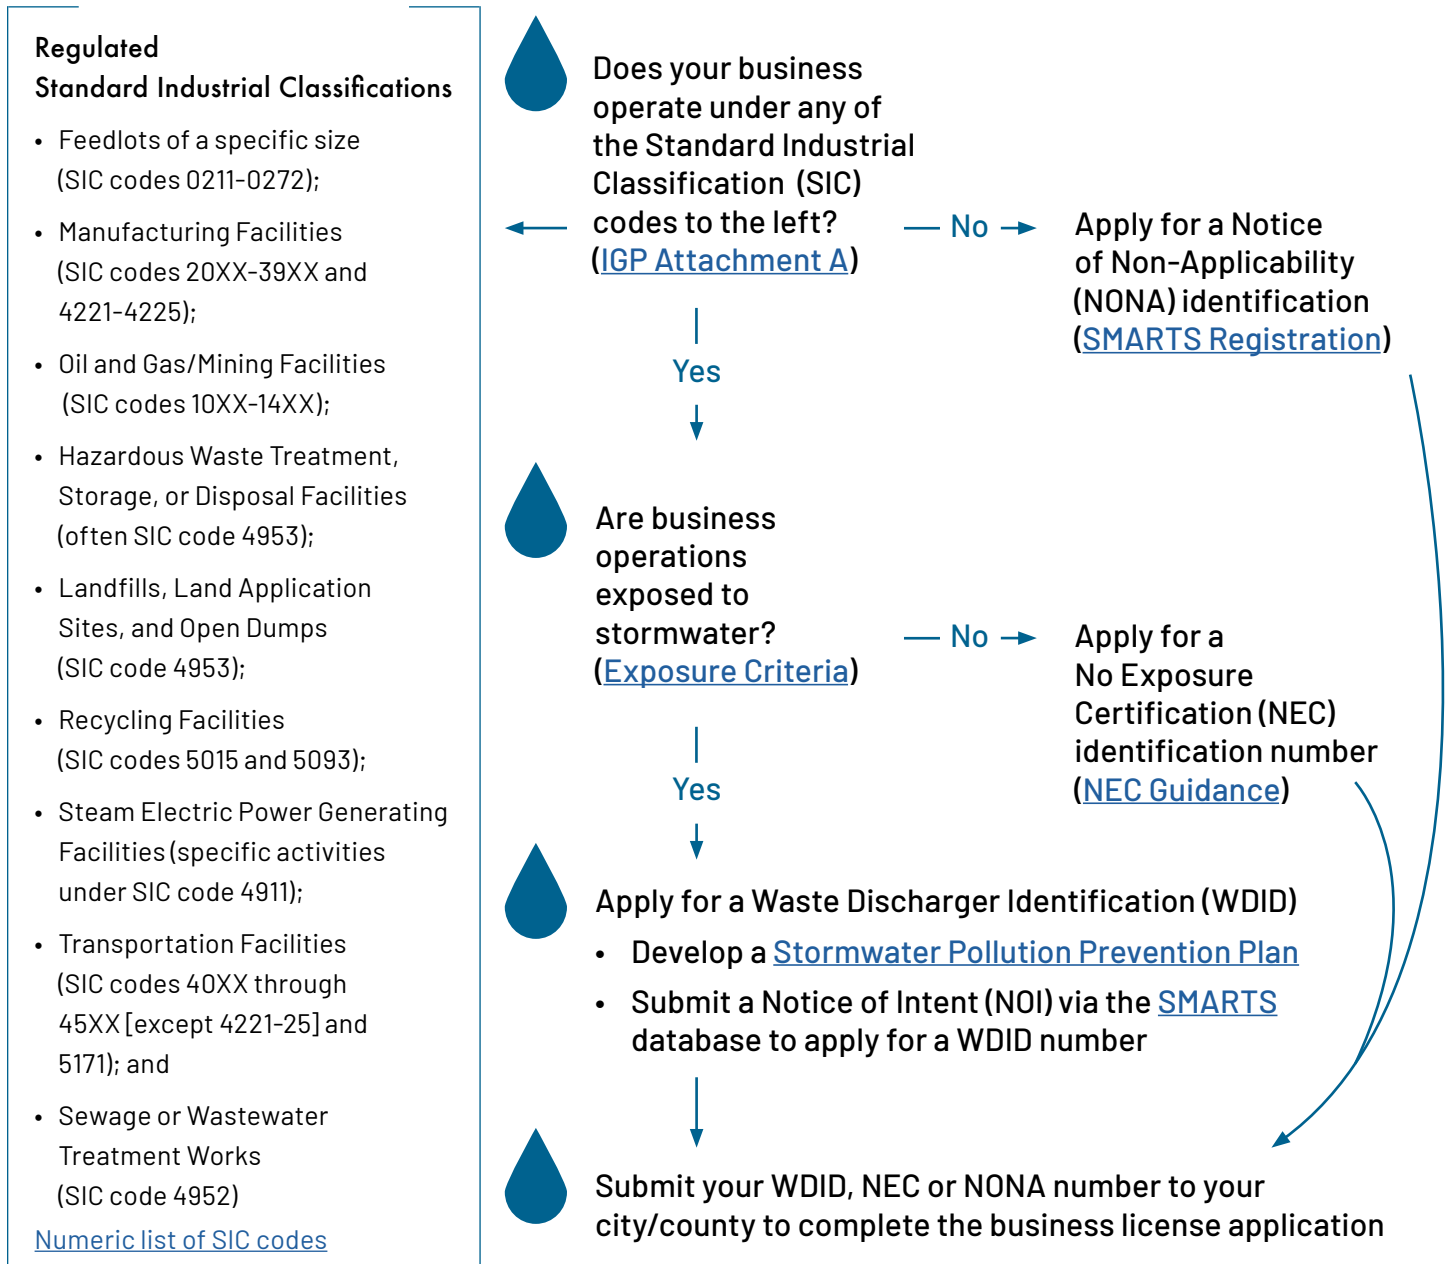 Regulated
Standard Industrial Classifications
• Feedlots of a specific size
(SIC codes 0211-0272);
• Manufacturing Facilities
(SIC codes 20XX-39XX and
4221-4225);
• Oil and Gas/Mining Facilities
(SIC codes 10XX-14XX);
• Hazardous Waste Treatment,
Storage, or Disposal Facilities
(often SIC code 4953);
• Landfills, Land Application
Sites, and Open Dumps
(SIC code 4953);
• Recycling Facilities
(SIC codes 5015 and 5093);
• Steam Electric Power Generating
Facilities (specific activities
under SIC code 4911);
• Transportation Facilities
(SIC codes 40XX through
45XX [except 4221-25] and
5171); and
• Sewage or Wastewater
Treatment Works
(SIC code 4952)
Numeric list of SIC codes
Does your business
operate under any of
the Standard Industrial
Classification (SIC)
codes to the left?
(IGP Attachment A)
No
Apply for a Notice
of Non-Applicability
(NONA) identification
(SMARTS Registration)
Yes
Are business
operations
exposed to
stormwater?
(Exposure Criteria)
No
Apply for a
No Exposure
Certification (NEC)
identification number
(NEC Guidance)
Yes
Apply for a Waste Discharger Identification (WDID)
• Develop a Stormwater Pollution Prevention Plan
• Submit a Notice of Intent (NOI) via the SMARTS
database to apply for a WDID number
Submit your WDID, NEC or NONA number to your
city/county to complete the business license application